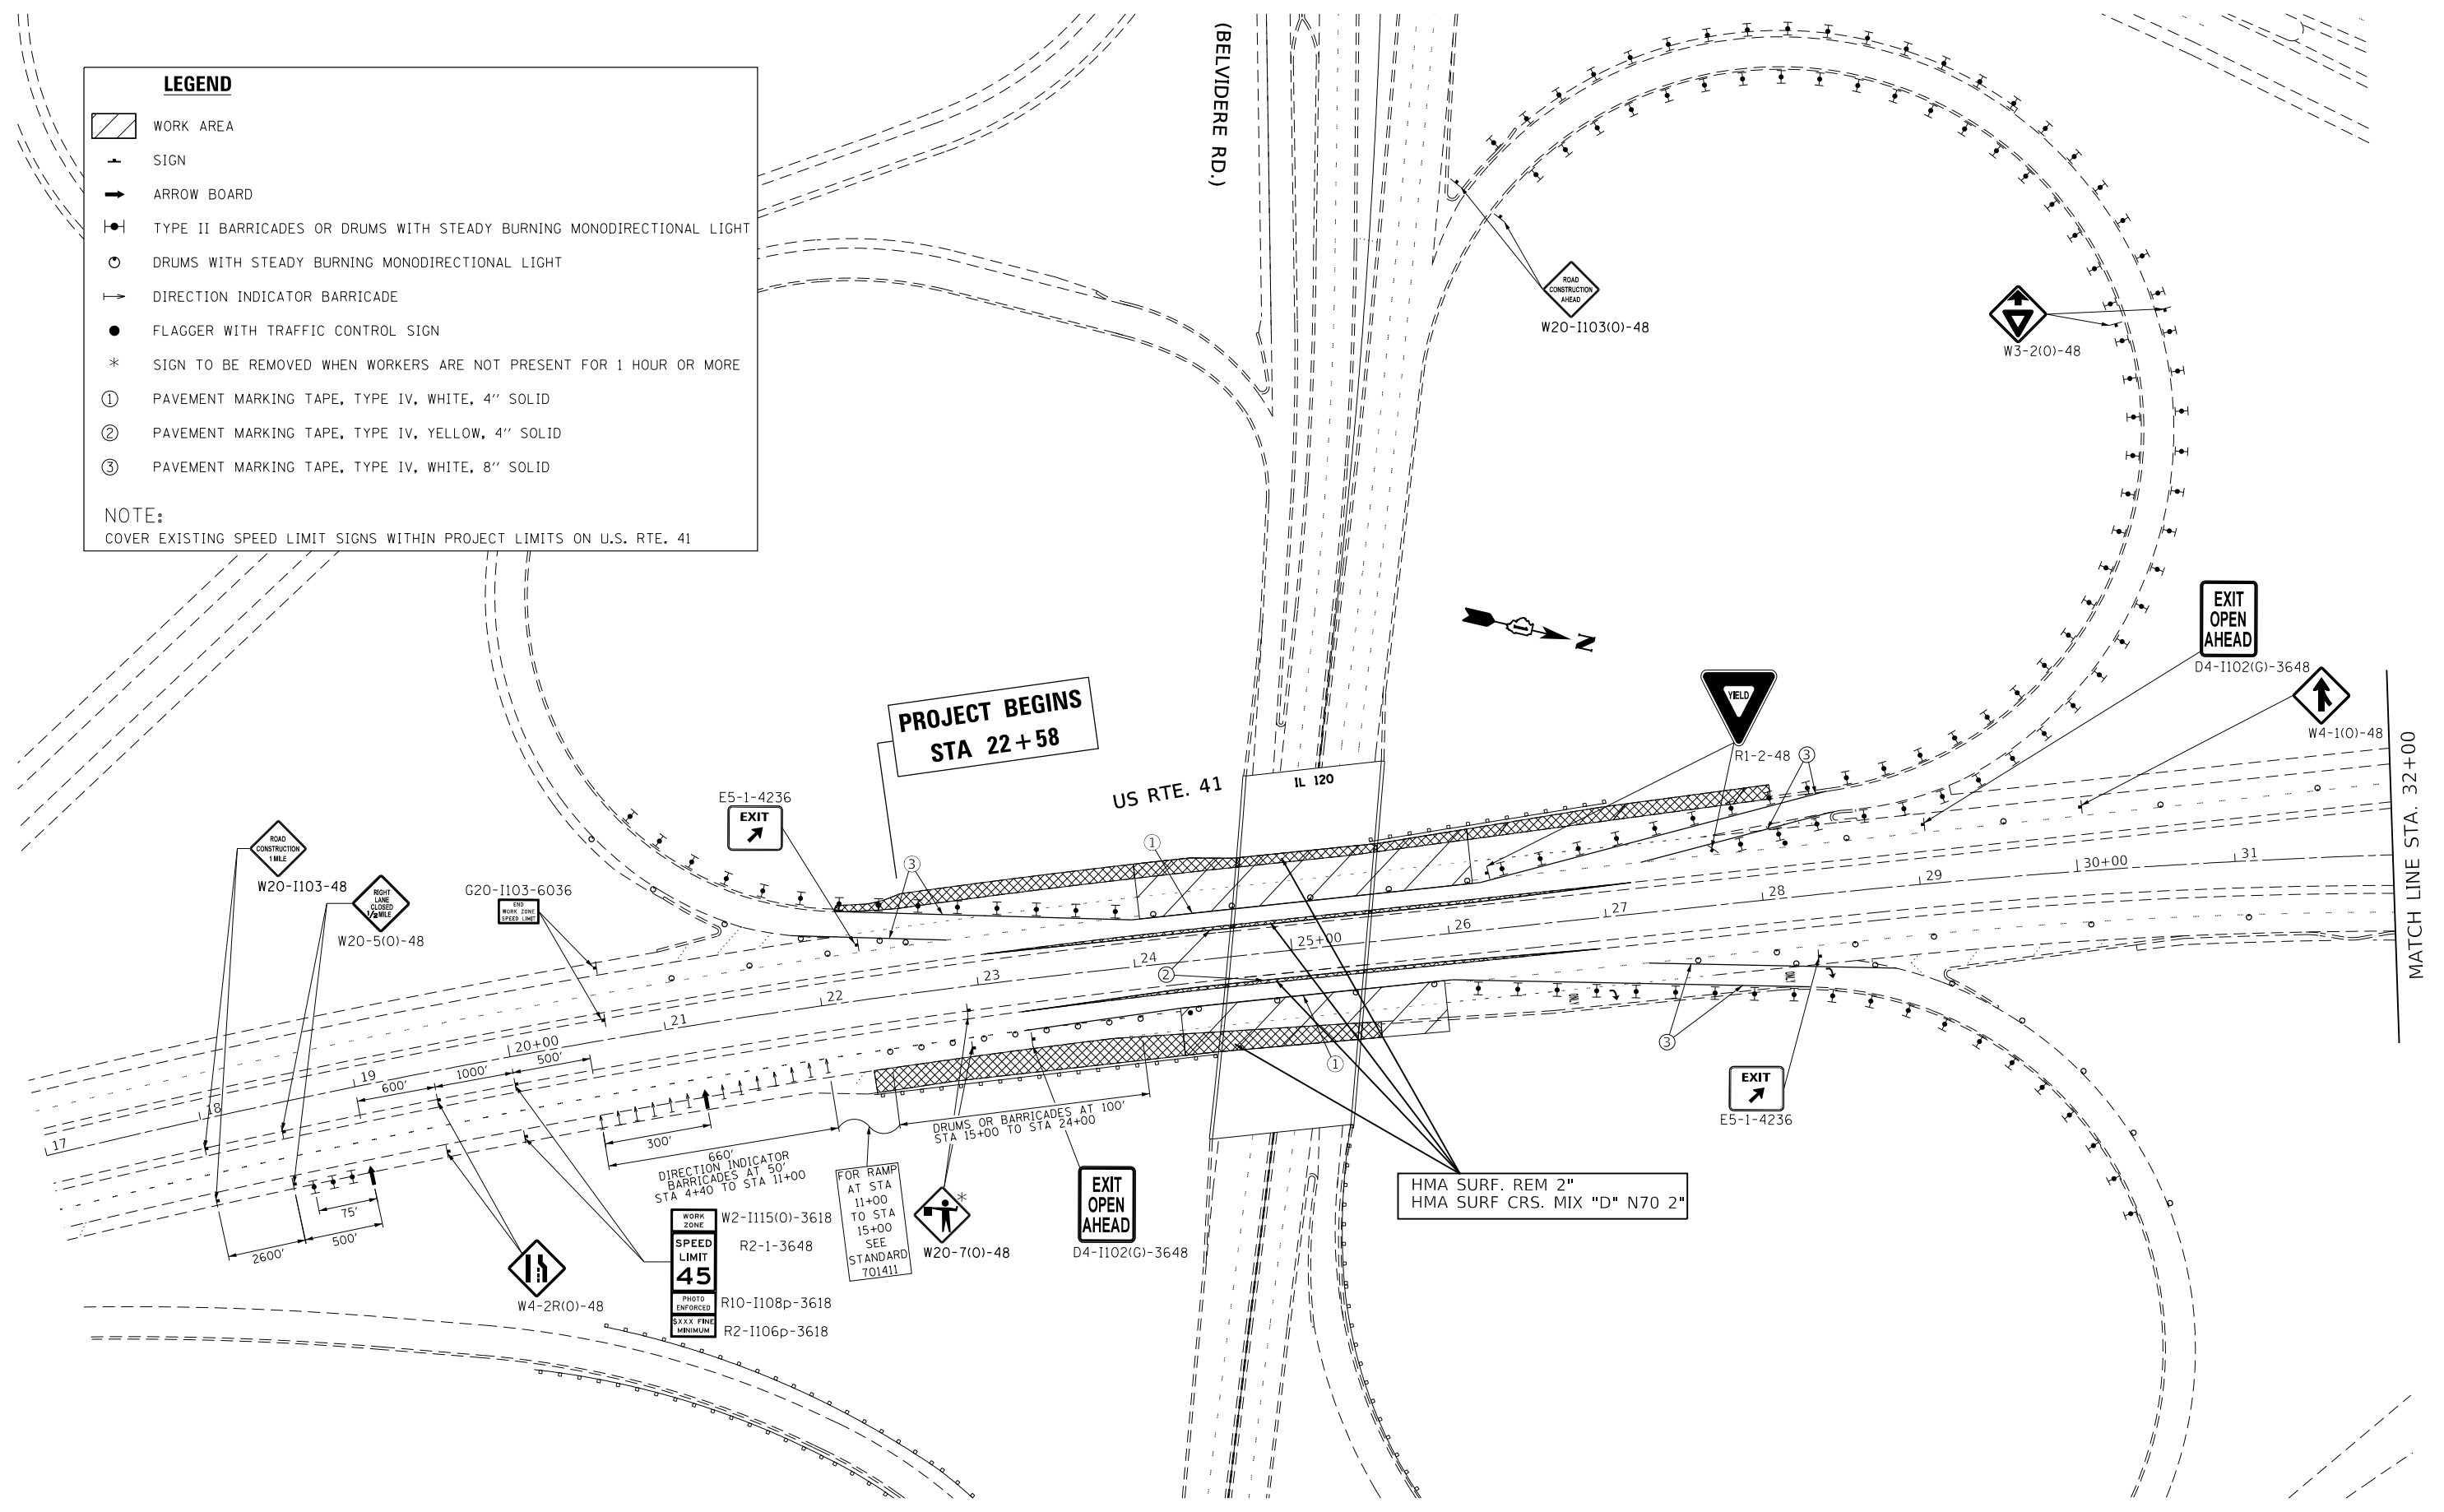 LEGEND
WORK AREA
SIGN
ARROW BOARD
TYPE II BARRICADES OR DRUMS WITH STEADY BURNING MONODIRECTIONAL LIGHT
DRUMS WITH STEADY BURNING MONODIRECTIONAL LIGHT
DIRECTION INDICATOR BARRICADE
FLAGGER WITH TRAFFIC CONTROL SIGN
* SIGN TO BE REMOVED WHEN WORKERS ARE NOT PRESENT FOR 1 HOUR OR MORE
① PAVEMENT MARKING TAPE, TYPE IV, WHITE, 4'' SOLID
② PAVEMENT MARKING TAPE, TYPE IV, YELLOW, 4'' SOLID
③ PAVEMENT MARKING TAPE, TYPE IV, WHITE, 8'' SOLID
NOTE:
COVER EXISTING SPEED LIMIT SIGNS WITHIN PROJECT LIMITS ON U.S. RTE. 41
(BELVIDERE RD.)
ROAD
CONSTRUCTION
AHEAD
W20-I103(O)-48
W3-2(O)-48
EXIT
OPEN
AHEAD
D4-I102(G)-3648
W4-1(O)-48
MATCH LINE STA. 32+00
N
YIELD
R1-2-48
③
PROJECT BEGINS
STA 22+58
US RTE. 41
IL 120
E5-1-4236
EXIT
③
①
ROAD
CONSTRUCTION
1 MILE
W20-I103-48
RIGHT
LANE
CLOSED
1/2 MILE
W20-5(O)-48
G20-I103-6036
END
WORK ZONE
SPEED LIMIT
②
17
18
19
20+00
21
22
23
24
25+00
26
27
28
29
30+00
31
600'
1000'
500'
75'
2600'
500'
300'
660'
DIRECTION INDICATOR
BARRICADES AT 50'
STA 4+40 TO STA 11+00
DRUMS OR BARRICADES AT 100'
STA 15+00 TO STA 24+00
FOR RAMP
AT STA
11+00
TO STA
15+00
SEE
STANDARD
701411
*
W20-7(O)-48
EXIT
OPEN
AHEAD
D4-I102(G)-3648
①
③
EXIT
E5-1-4236
HMA SURF. REM 2"
HMA SURF CRS. MIX "D" N70 2"
W4-2R(O)-48
WORK
ZONE
W2-I115(O)-3618
SPEED
LIMIT
45
R2-1-3648
PHOTO
ENFORCED
R10-I108p-3618
$XXX FINE
MINIMUM
R2-I106p-3618